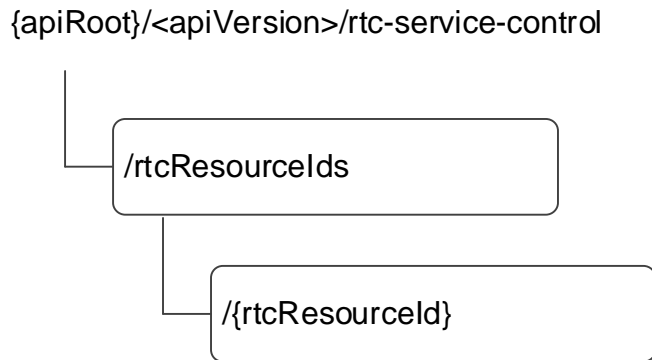 {apiRoot}/<apiVersion>/rtc-service-control
/rtcResourceIds
/{rtcResourceId}